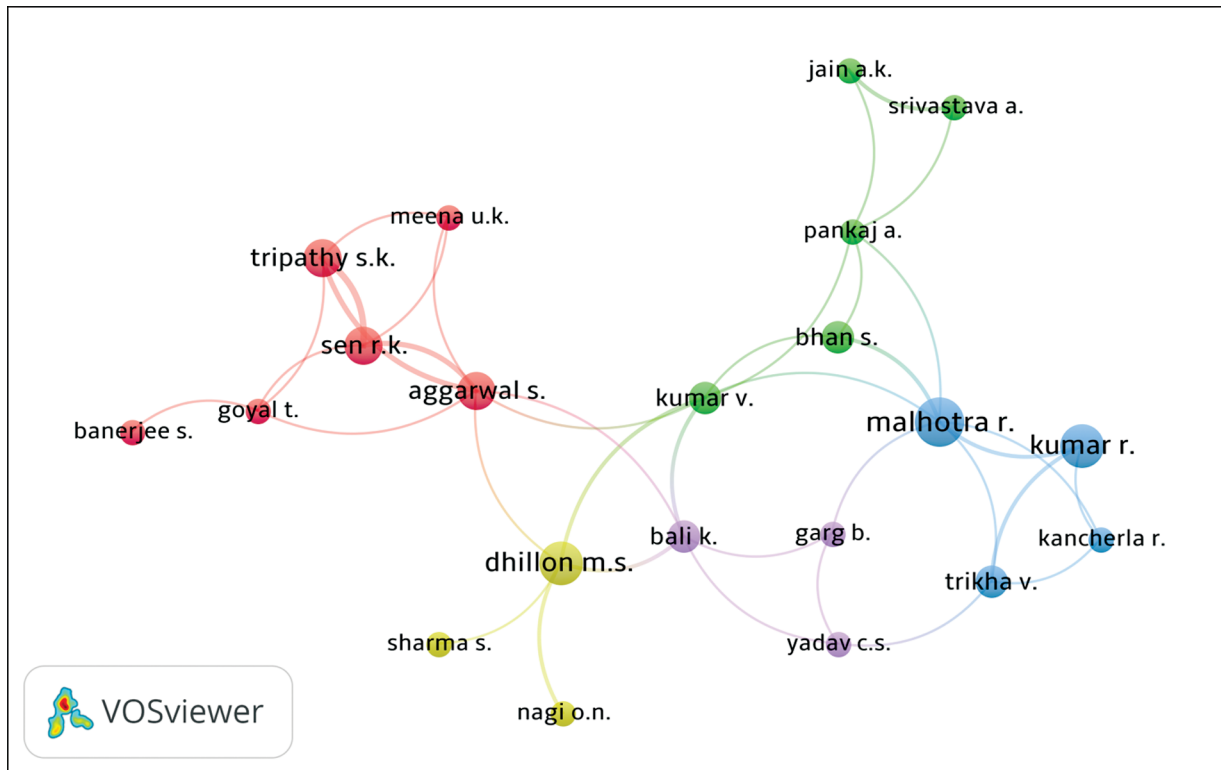 jain a.k.
srivastava a.
meena u.k.
pankaj a.
tripathy s.k.
bhan s.
sen r.k.
aggarwal s.
kumar v.
goyal t.
malhotra r.
banerjee s.
kumar r.
bali k.
garg b.
kancherla r.
dhillon m.s.
trikha v.
sharma s.
yadav c.s.
nagi o.n.
VOSviewer